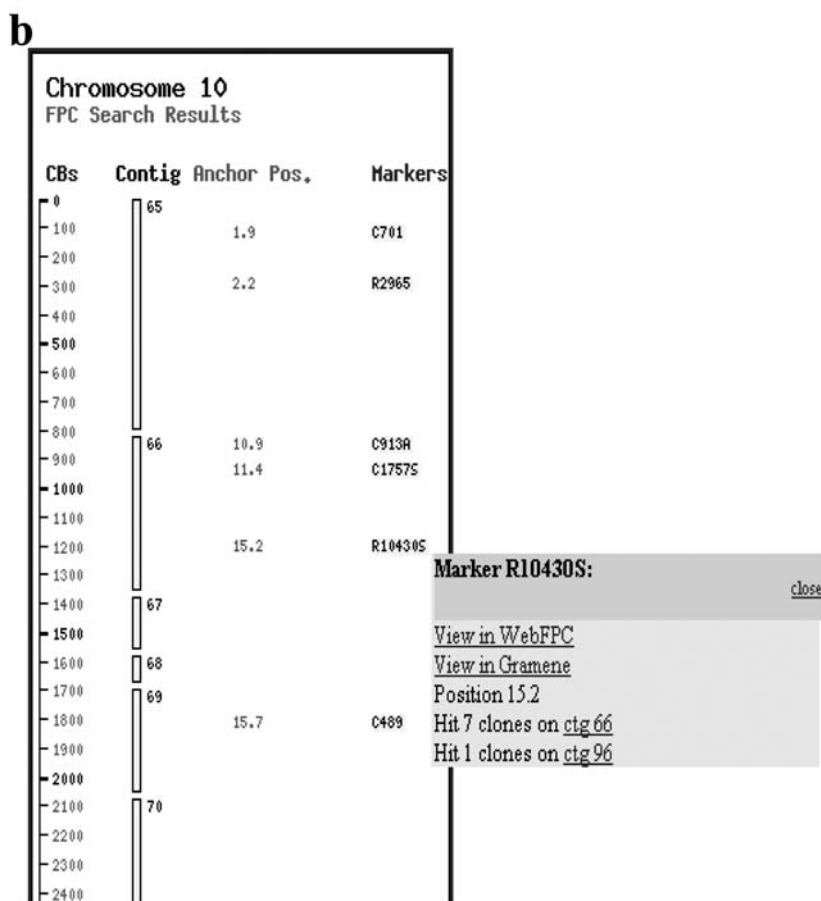 b
Chromosome 10
FPC Search Results
CBs Contig Anchor Pos. Markers
0 65
100 1.9 C701
200
300 2.2 R2965
400
500
600
700
800
66 10.9 C913A
900
11.4 C1757S
1000
1100
1200 15.2 R10430S
Marker R10430S:
close
1300
1400 67
1500
View in WebFPC
1600 68
View in Gramene
1700 69
Position 15.2
1800 15.7 C489
Hit 7 clones on ctg 66
1900
Hit 1 clones on ctg 96
2000
2100 70
2200
2300
2400